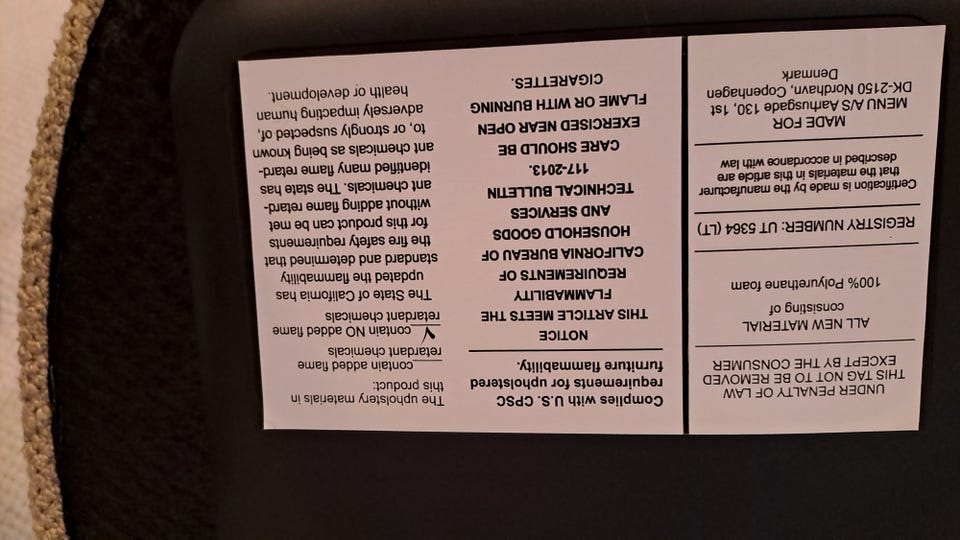 UNDER PENALTY OF LAW
THIS TAG NOT TO BE REMOVED
EXCEPT BY THE CONSUMER
ALL NEW MATERIAL
consisting of
100% Polyurethane foam
REGISTRY NUMBER: UT 5364 (LT)
Certification is made by the manufacturer
that the materials in this article are
described in accordance with law
MADE FOR
MENU A/S Aarhusgade 130, 1st
DK-2150 Nordhavn, Copenhagen
Denmark
Complies with U.S. CPSC
requirements for upholstered
furniture flammability.
NOTICE
THIS ARTICLE MEETS THE
FLAMMABILITY
REQUIREMENTS OF
CALIFORNIA BUREAU OF
HOUSEHOLD GOODS
AND SERVICES
TECHNICAL BULLETIN
117-2013.
CARE SHOULD BE
EXERCISED NEAR OPEN
FLAME OR WITH BURNING
CIGARETTES.
The upholstery materials in
this product:
contain added flame
retardant chemicals
✓ contain NO added flame
retardant chemicals
The State of California has
updated the flammability
standard and determined that
the fire safety requirements
for this product can be met
without adding flame retard-
ant chemicals. The state has
identified many flame retard-
ant chemicals as being known
to, or strongly suspected of,
adversely impacting human
health or development.